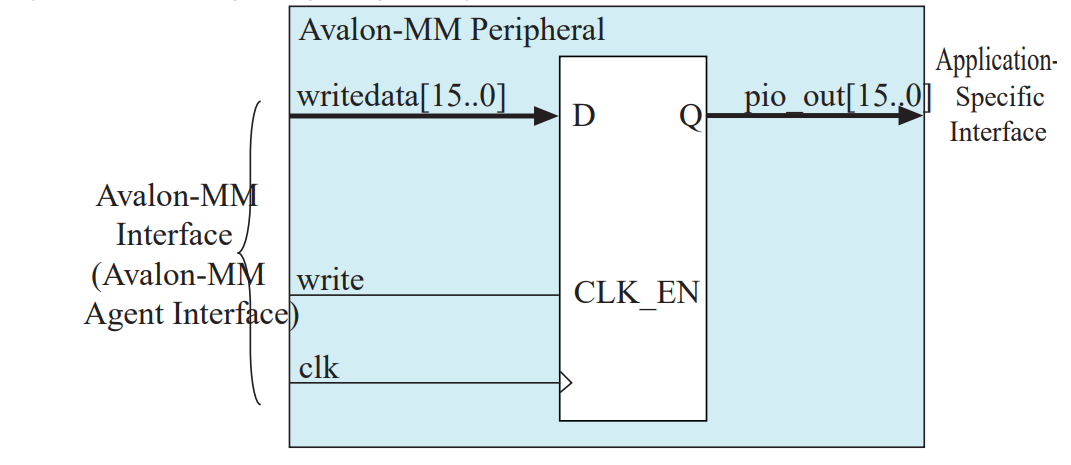 Avalon-MM Peripheral
writedata[15..0]
D
Q
pio_out[15..0]
Application-
Specific
Interface
Avalon-MM
Interface
(Avalon-MM
Agent Interface)
write
CLK_EN
clk